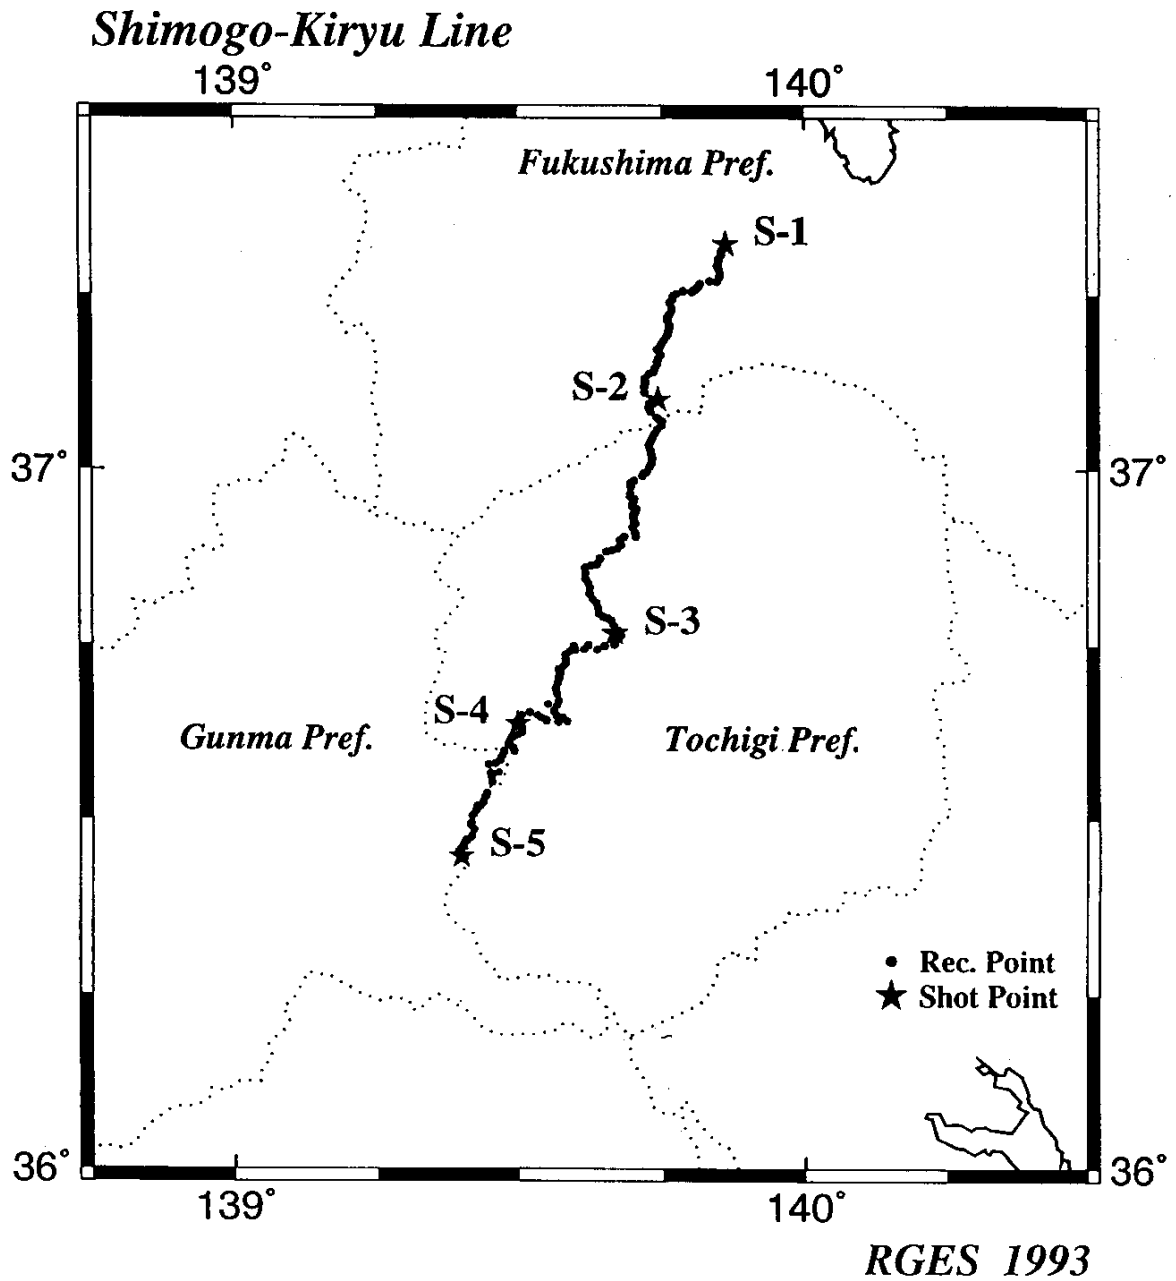 Shimogo-Kiryu Line
139° 140°
Fukushima Pref.
S-1
S-2
37° 37°
S-3
S-4
Gunma Pref. Tochigi Pref.
S-5
Rec. Point
Shot Point
36° 36°
139° 140°
RGES 1993